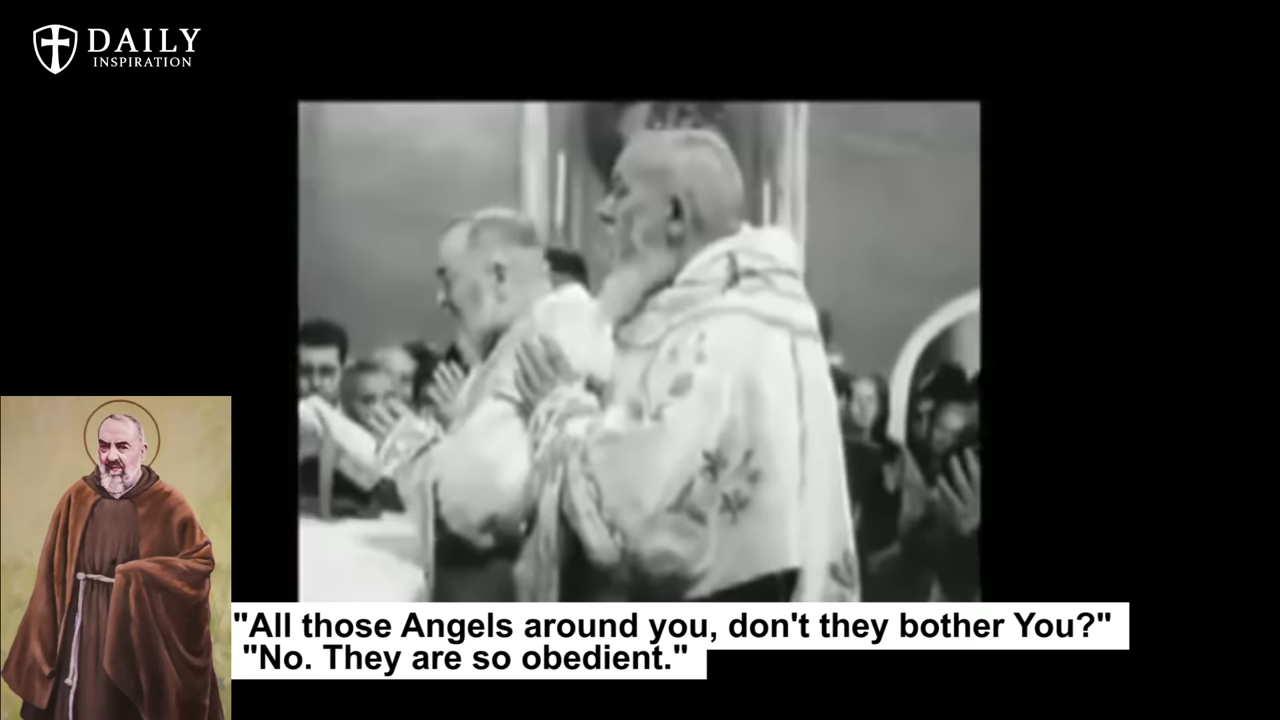 DAILY
INSPIRATION
"All those Angels around you, don't they bother You?"
"No. They are so obedient."